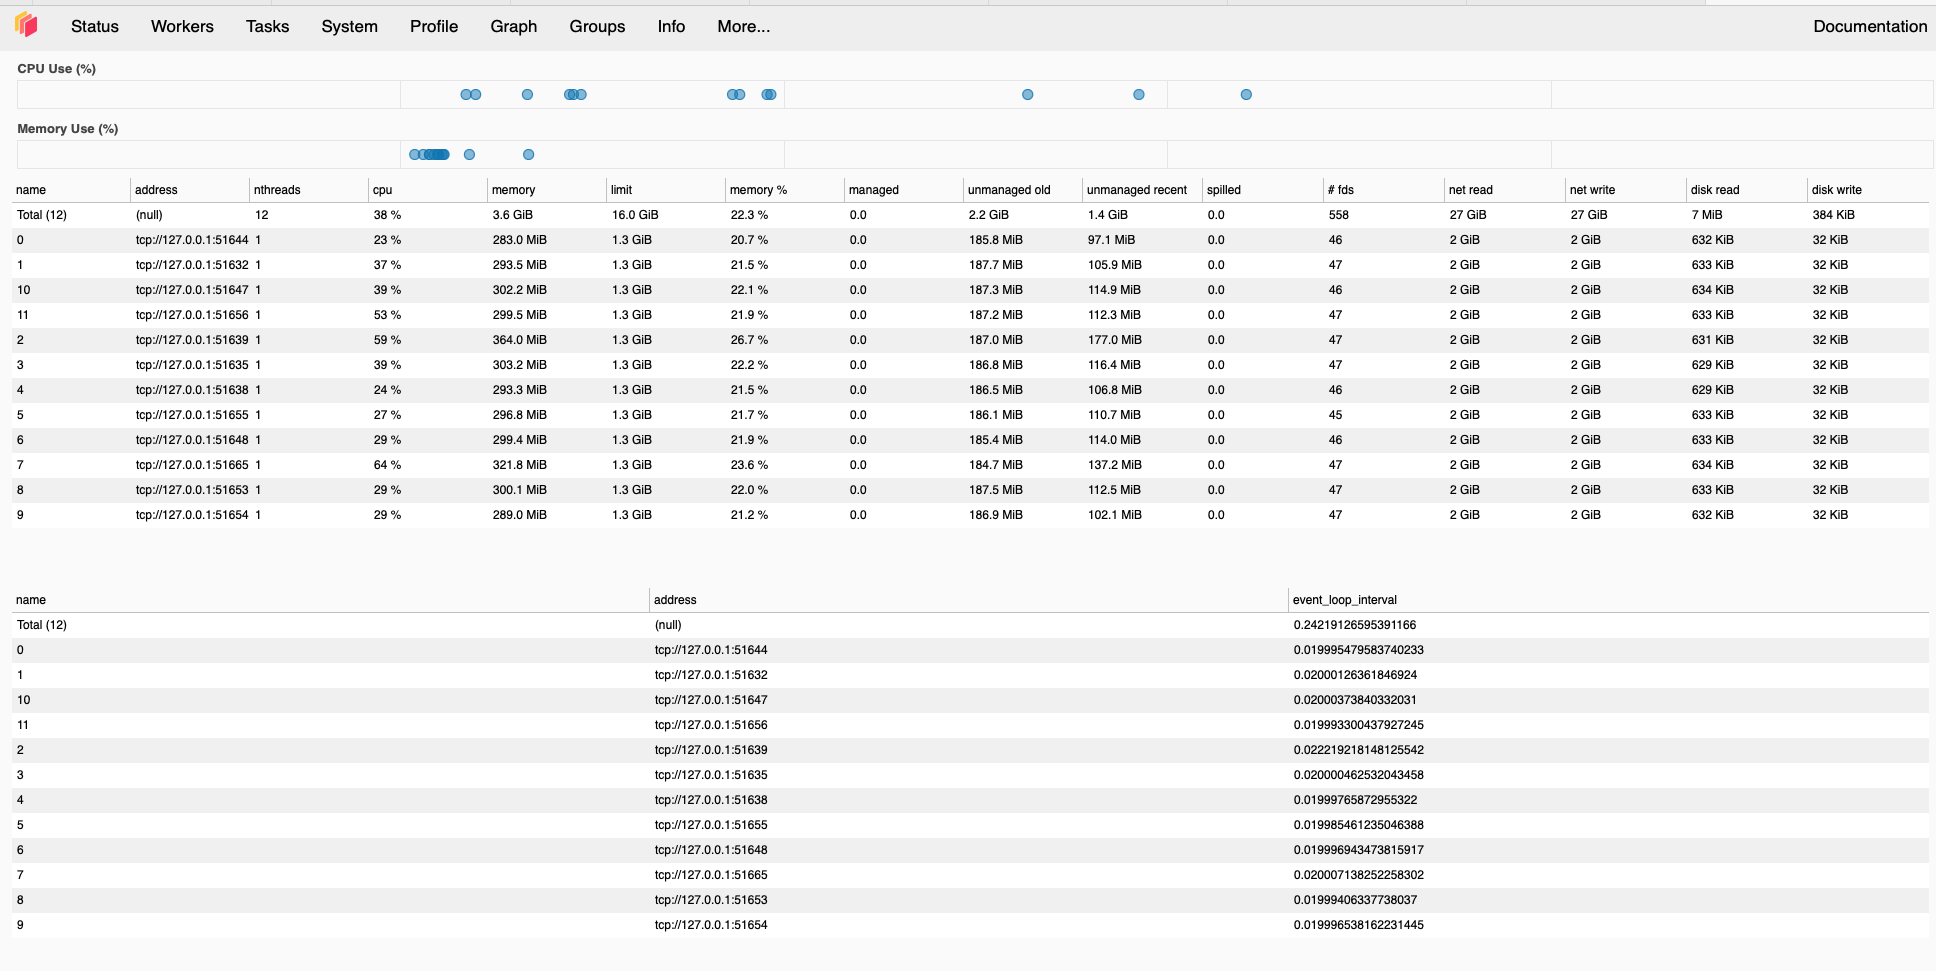 Status Workers Tasks System Profile Graph Groups Info More... Documentation
CPU Use (%)
Memory Use (%)
name address nthreads cpu memory limit memory % managed unmanaged old unmanaged recent spilled # fds net read net write disk read disk write
Total (12) (null) 12 38 % 3.6 GiB 16.0 GiB 22.3 % 0.0 2.2 GiB 1.4 GiB 0.0 558 27 GiB 27 GiB 7 MiB 384 KiB
0 tcp://127.0.0.1:51644 1 23 % 283.0 MiB 1.3 GiB 20.7 % 0.0 185.8 MiB 97.1 MiB 0.0 46 2 GiB 2 GiB 632 KiB 32 KiB
1 tcp://127.0.0.1:51632 1 37 % 293.5 MiB 1.3 GiB 21.5 % 0.0 187.7 MiB 105.9 MiB 0.0 47 2 GiB 2 GiB 633 KiB 32 KiB
10 tcp://127.0.0.1:51647 1 39 % 302.2 MiB 1.3 GiB 22.1 % 0.0 187.3 MiB 114.9 MiB 0.0 46 2 GiB 2 GiB 634 KiB 32 KiB
11 tcp://127.0.0.1:51656 1 53 % 299.5 MiB 1.3 GiB 21.9 % 0.0 187.2 MiB 112.3 MiB 0.0 47 2 GiB 2 GiB 633 KiB 32 KiB
2 tcp://127.0.0.1:51639 1 59 % 364.0 MiB 1.3 GiB 26.7 % 0.0 187.0 MiB 177.0 MiB 0.0 47 2 GiB 2 GiB 631 KiB 32 KiB
3 tcp://127.0.0.1:51635 1 39 % 303.2 MiB 1.3 GiB 22.2 % 0.0 186.8 MiB 116.4 MiB 0.0 47 2 GiB 2 GiB 629 KiB 32 KiB
4 tcp://127.0.0.1:51638 1 24 % 293.3 MiB 1.3 GiB 21.5 % 0.0 186.5 MiB 106.8 MiB 0.0 46 2 GiB 2 GiB 629 KiB 32 KiB
5 tcp://127.0.0.1:51655 1 27 % 296.8 MiB 1.3 GiB 21.7 % 0.0 186.1 MiB 110.7 MiB 0.0 45 2 GiB 2 GiB 633 KiB 32 KiB
6 tcp://127.0.0.1:51648 1 29 % 299.4 MiB 1.3 GiB 21.9 % 0.0 185.4 MiB 114.0 MiB 0.0 46 2 GiB 2 GiB 633 KiB 32 KiB
7 tcp://127.0.0.1:51665 1 64 % 321.8 MiB 1.3 GiB 23.6 % 0.0 184.7 MiB 137.2 MiB 0.0 47 2 GiB 2 GiB 634 KiB 32 KiB
8 tcp://127.0.0.1:51653 1 29 % 300.1 MiB 1.3 GiB 22.0 % 0.0 187.5 MiB 112.5 MiB 0.0 47 2 GiB 2 GiB 633 KiB 32 KiB
9 tcp://127.0.0.1:51654 1 29 % 289.0 MiB 1.3 GiB 21.2 % 0.0 186.9 MiB 102.1 MiB 0.0 47 2 GiB 2 GiB 632 KiB 32 KiB
name address event_loop_interval
Total (12) (null) 0.24219126595391166
0 tcp://127.0.0.1:51644 0.019995479583740233
1 tcp://127.0.0.1:51632 0.02000126361846924
10 tcp://127.0.0.1:51647 0.02000373840332031
11 tcp://127.0.0.1:51656 0.019993300437927245
2 tcp://127.0.0.1:51639 0.022219218148125542
3 tcp://127.0.0.1:51635 0.020000462532043458
4 tcp://127.0.0.1:51638 0.01999765872955322
5 tcp://127.0.0.1:51655 0.019985461235046388
6 tcp://127.0.0.1:51648 0.019996943473815917
7 tcp://127.0.0.1:51665 0.020007138252258302
8 tcp://127.0.0.1:51653 0.01999406337738037
9 tcp://127.0.0.1:51654 0.019996538162231445